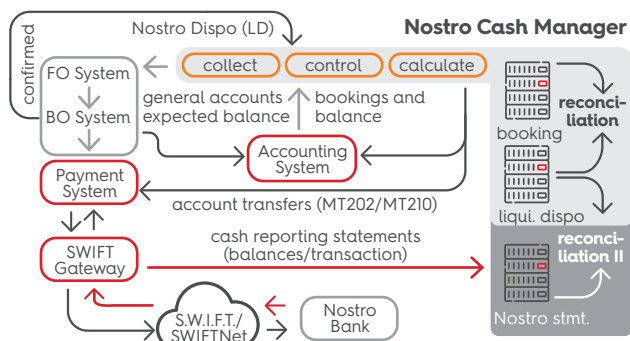 Nostro Dispo (LD)
Nostro Cash Manager
confirmed
FO System
BO System
collect
control
calculate
general accounts
expected balance
bookings and
balance
Accounting
System
booking
reconci-
liation
liqui. dispo
Payment
System
account transfers (MT202/MT210)
SWIFT
Gateway
cash reporting statements
(balances/transaction)
reconci-
liation II
Nostro stmt.
S.W.I.F.T./
SWIFTNet
Nostro
Bank